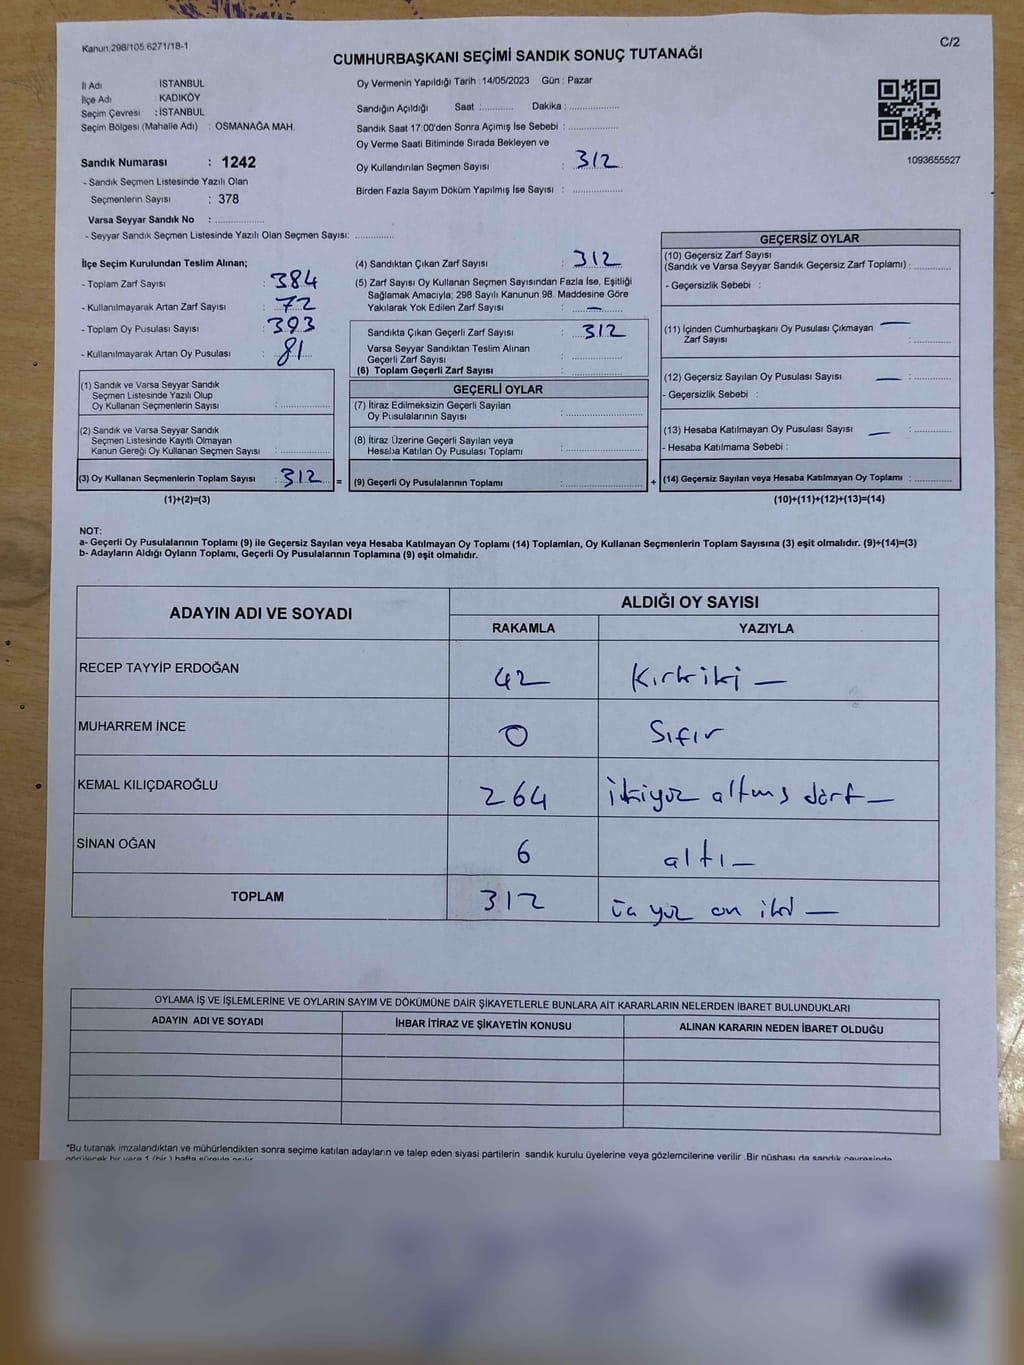 Kanun 298/105 6271/18-1
C/2
CUMHURBAŞKANI SEÇİMİ SANDIK SONUÇ TUTANAĞI
İl Adı İSTANBUL
İlçe Adı KADIKÖY
Seçim Çevresi : İSTANBUL
Seçim Bölgesi (Mahalle Adı) : OSMANAĞA MAH.
Sandık Numarası : 1242
- Sandık Seçmen Listesinde Yazılı Olan
Seçmenlerin Sayısı : 378
Varsa Seyyar Sandık No :
- Seyyar Sandık Seçmen Listesinde Yazılı Olan Seçmen Sayısı:
Oy Vermenin Yapıldığı Tarih : 14/05/2023 Gün : Pazar
Sandığın Açıldığı Saat : Dakika :
Sandık Saat 17:00'den Sonra Açımış İse Sebebi :
Oy Verme Saati Bitiminde Sırada Bekleyen ve
Oy Kullandırılan Seçmen Sayısı : 312
Birden Fazla Sayım Döküm Yapılmış İse Sayısı :
1093655527
İlçe Seçim Kurulundan Teslim Alınan;
- Toplam Zarf Sayısı : 384
- Kullanılmayarak Artan Zarf Sayısı : 72
- Toplam Oy Pusulası Sayısı : 393
- Kullanılmayarak Artan Oy Pusulası : 81
(1) Sandık ve Varsa Seyyar Sandık
Seçmen Listesinde Yazılı Olup
Oy Kullanan Seçmenlerin Sayısı :
(2) Sandık ve Varsa Seyyar Sandık
Seçmen Listesinde Kayıtlı Olmayan
Kanun Gereği Oy Kullanan Seçmen Sayısı :
(3) Oy Kullanan Seçmenlerin Toplam Sayısı : 312 =
(1)+(2)=(3)
(4) Sandıktan Çıkan Zarf Sayısı : 312
(5) Zarf Sayısı Oy Kullanan Seçmen Sayısından Fazla İse, Eşitliği
Sağlamak Amacıyla; 298 Sayılı Kanunun 98. Maddesine Göre
Yakılarak Yok Edilen Zarf Sayısı : —
Sandıkta Çıkan Geçerli Zarf Sayısı : 312
Varsa Seyyar Sandıktan Teslim Alınan
Geçerli Zarf Sayısı :
(6) Toplam Geçerli Zarf Sayısı :
GEÇERLİ OYLAR
(7) İtiraz Edilmeksizin Geçerli Sayılan
Oy Pusulalarının Sayısı :
(8) İtiraz Üzerine Geçerli Sayılan veya
Hesaba Katılan Oy Pusulası Toplamı :
(9) Geçerli Oy Pusulalarının Toplamı : +
GEÇERSİZ OYLAR
(10) Geçersiz Zarf Sayısı
(Sandık ve Varsa Seyyar Sandık Geçersiz Zarf Toplamı) :
- Geçersizlik Sebebi :
(11) İçinden Cumhurbaşkanı Oy Pusulası Çıkmayan —
Zarf Sayısı :
(12) Geçersiz Sayılan Oy Pusulası Sayısı — :
- Geçersizlik Sebebi :
(13) Hesaba Katılmayan Oy Pusulası Sayısı — :
- Hesaba Katılmama Sebebi :
(14) Geçersiz Sayılan veya Hesaba Katılmayan Oy Toplamı :
(10)+(11)+(12)+(13)=(14)
NOT:
a- Geçerli Oy Pusulalarının Toplamı (9) ile Geçersiz Sayılan veya Hesaba Katılmayan Oy Toplamı (14) Toplamları, Oy Kullanan Seçmenlerin Toplam Sayısına (3) eşit olmalıdır. (9)+(14)=(3)
b- Adayların Aldığı Oyların Toplamı, Geçerli Oy Pusulalarının Toplamına (9) eşit olmalıdır.
ADAYIN ADI VE SOYADI ALDIĞI OY SAYISI
RAKAMLA YAZIYLA
RECEP TAYYİP ERDOĞAN 42 Kırkiki —
MUHARREM İNCE 0 Sıfır
KEMAL KILIÇDAROĞLU 264 ikiyüz altmış dört —
SİNAN OĞAN 6 altı —
TOPLAM 312 üç yüz on iki —
OYLAMA İŞ VE İŞLEMLERİNE VE OYLARIN SAYIM VE DÖKÜMÜNE DAİR ŞİKAYETLERLE BUNLARA AİT KARARLARIN NELERDEN İBARET BULUNDUKLARI
ADAYIN ADI VE SOYADI İHBAR İTİRAZ VE ŞİKAYETİN KONUSU ALINAN KARARIN NEDEN İBARET OLDUĞU
*Bu tutanak imzalandıktan ve mühürlendikten sonra seçime katılan adayların ve talep eden siyasi partilerin sandık kurulu üyelerine veya gözlemcilerine verilir .Bir nüshası da sandık çevresinde